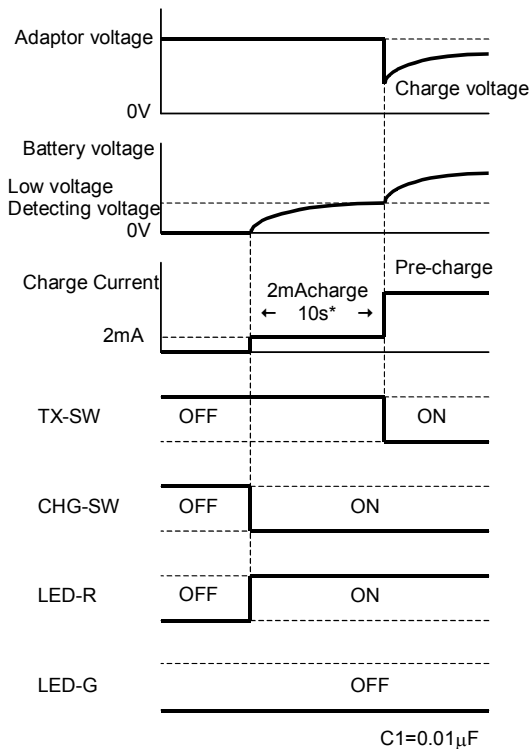 Adaptor voltage
Charge voltage
0V
Battery voltage
Low voltage
Detecting voltage
0V
Charge Current
Pre-charge
2mAcharge
← 10s* →
2mA
TX-SW OFF ON
CHG-SW OFF ON
LED-R OFF ON
LED-G OFF
C1=0.01μF